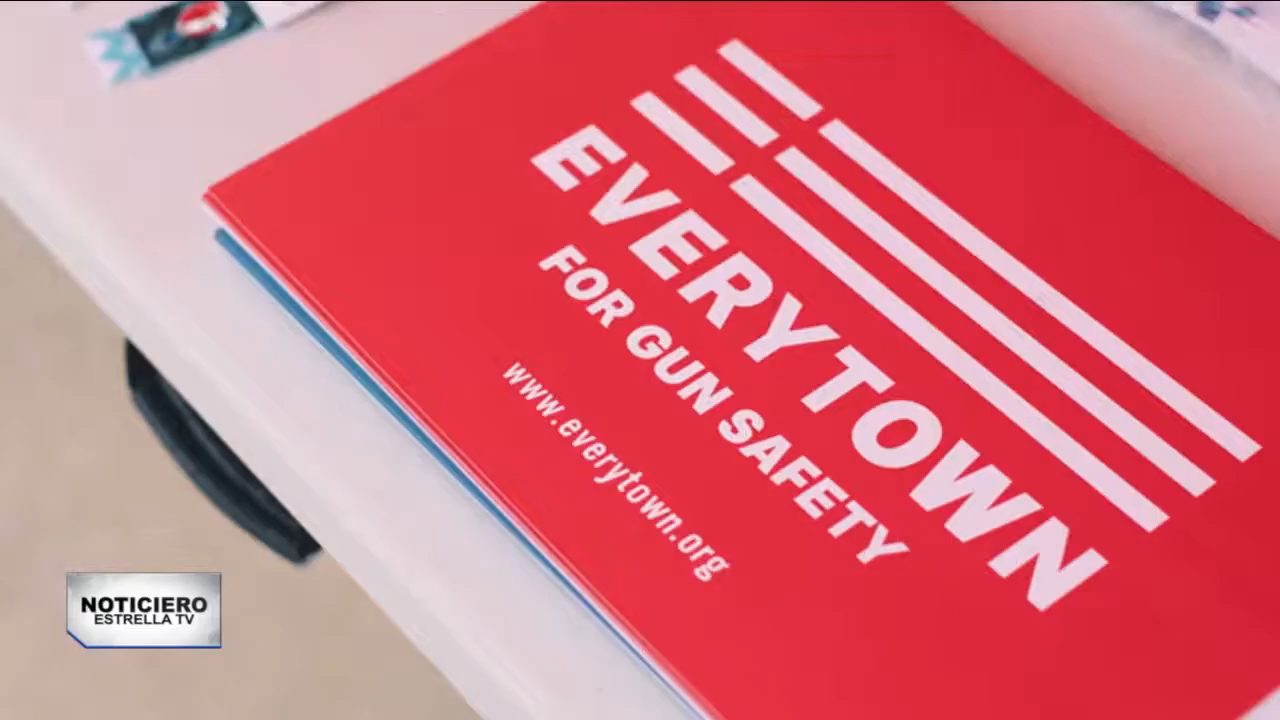 EVERYTOWN
FOR GUN SAFETY
www.everytown.org
NOTICIERO
ESTRELLA TV